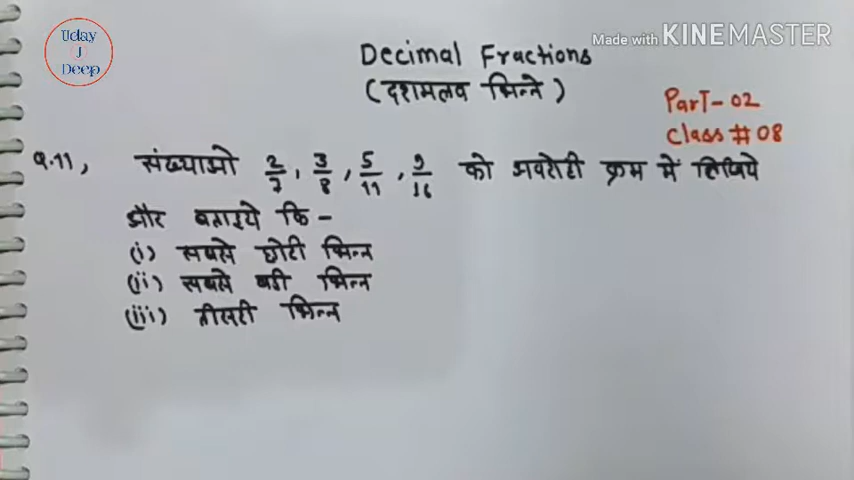 Uday
J
Deep
Made with KINEMASTER
Decimal Fractions
(दशमलव भिन्ने)
Part-02
Class # 08
Q.11, संख्याओ 2/7, 3/8, 5/11, 9/16 को अवरोही क्रम में लिखिये
और बताइये कि -
(i) सबसे छोटी भिन्न
(ii) सबसे बडी भिन्न
(iii) तीसरी भिन्न